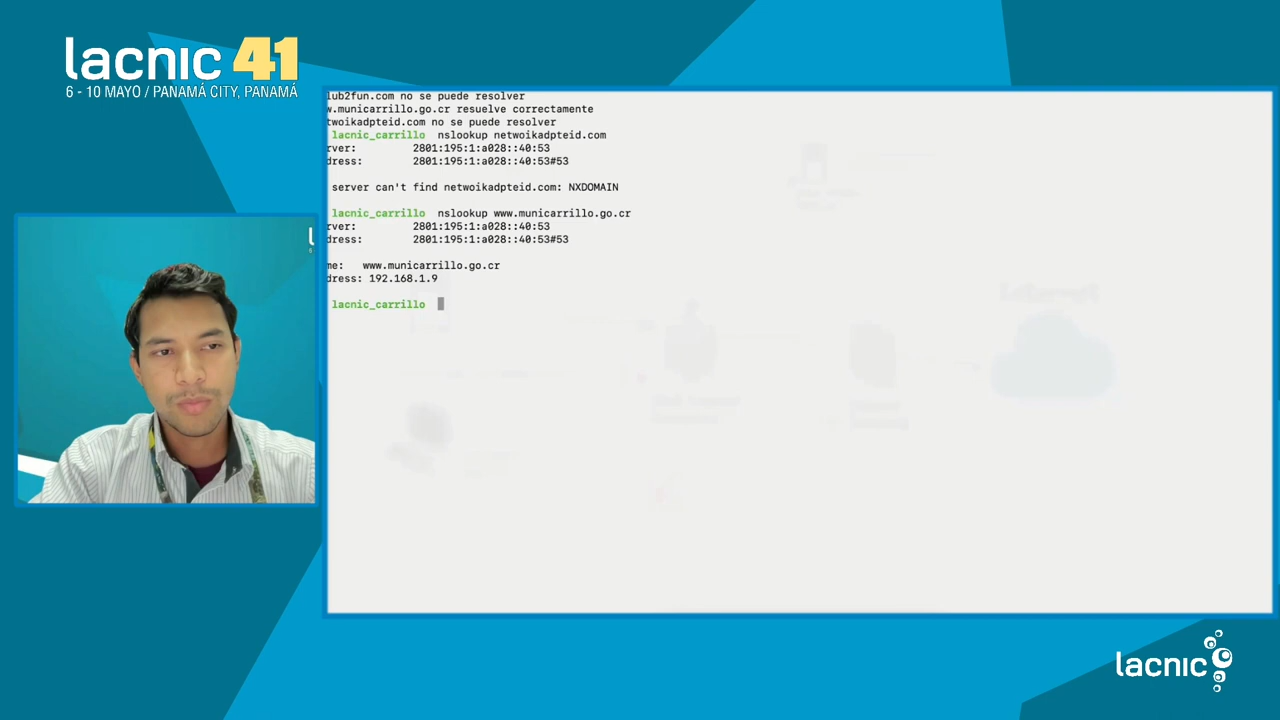 lacnic 41
6 - 10 MAYO / PANAMÁ CITY, PANAMÁ
lub2fun.com no se puede resolver
w.municarrillo.go.cr resuelve correctamente
twoikadpteid.com no se puede resolver
lacnic_carrillo nslookup netwoikadpteid.com
rver: 2801:195:1:a028::40:53
dress: 2801:195:1:a028::40:53#53
server can't find netwoikadpteid.com: NXDOMAIN
lacnic_carrillo nslookup www.municarrillo.go.cr
rver: 2801:195:1:a028::40:53
dress: 2801:195:1:a028::40:53#53
me: www.municarrillo.go.cr
dress: 192.168.1.9
lacnic_carrillo
lacnic